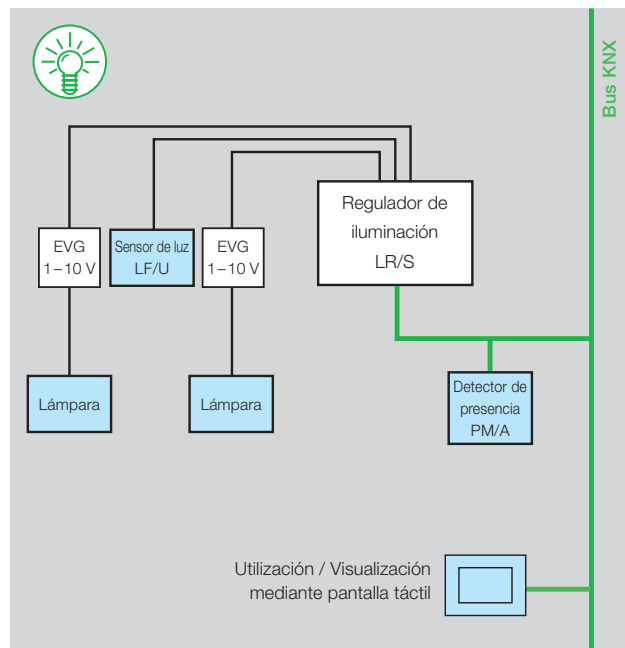 Bus KNX
Regulador de
iluminación
LR/S
EVG
1–10 V
Sensor de luz
LF/U
EVG
1–10 V
Lámpara
Lámpara
Detector de
presencia
PM/A
Utilización / Visualización
mediante pantalla táctil